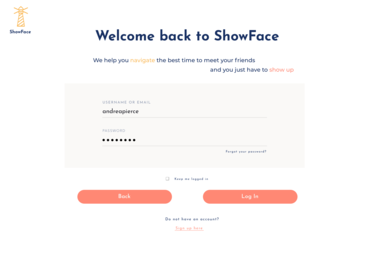 ShowFace
Welcome back to ShowFace
We help you navigate the best time to meet your friends
and you just have to show up
USERNAME OR EMAIL
andreapierce
PASSWORD
Forgot your password?
Keep me logged in
Back
Log In
Do not have an account?
Sign up here